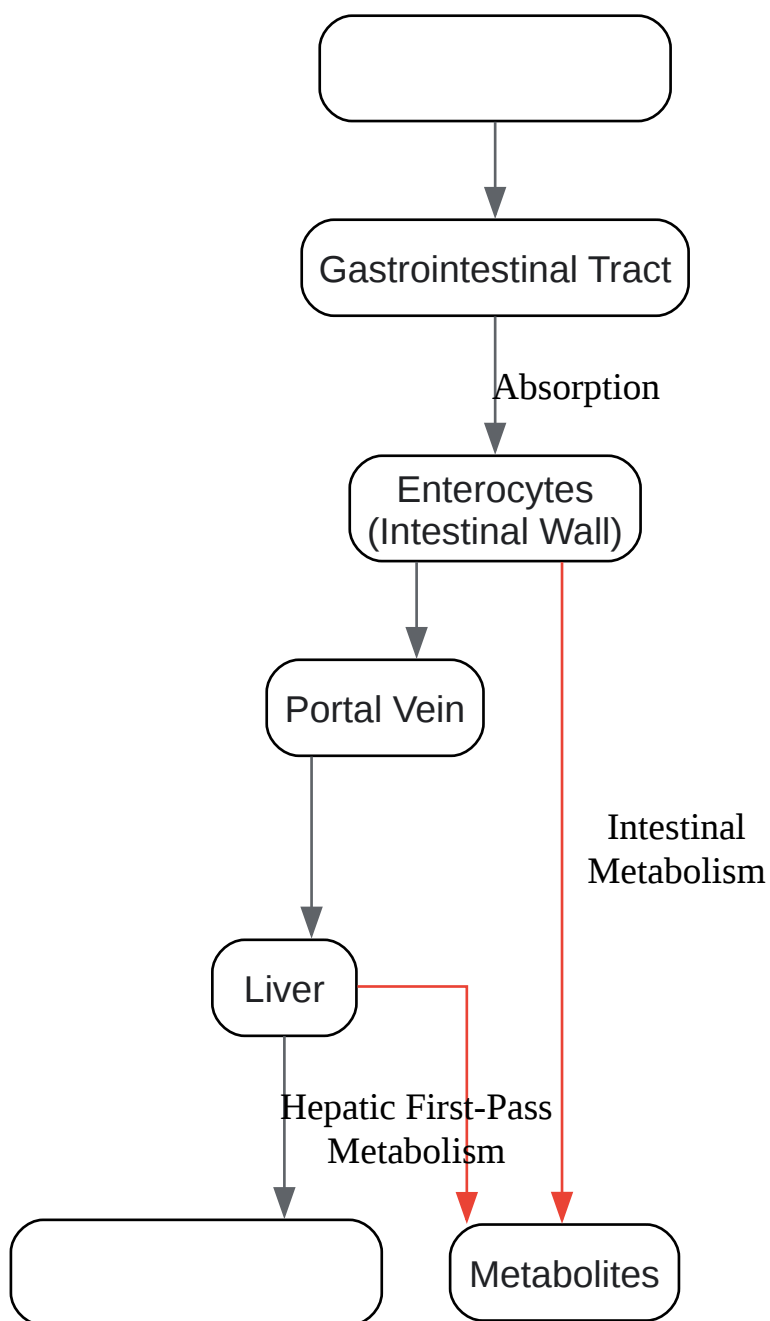 Gastrointestinal Tract
Absorption
Enterocytes
(Intestinal Wall)
Portal Vein
Intestinal
Metabolism
Liver
Hepatic First-Pass
Metabolism
Metabolites